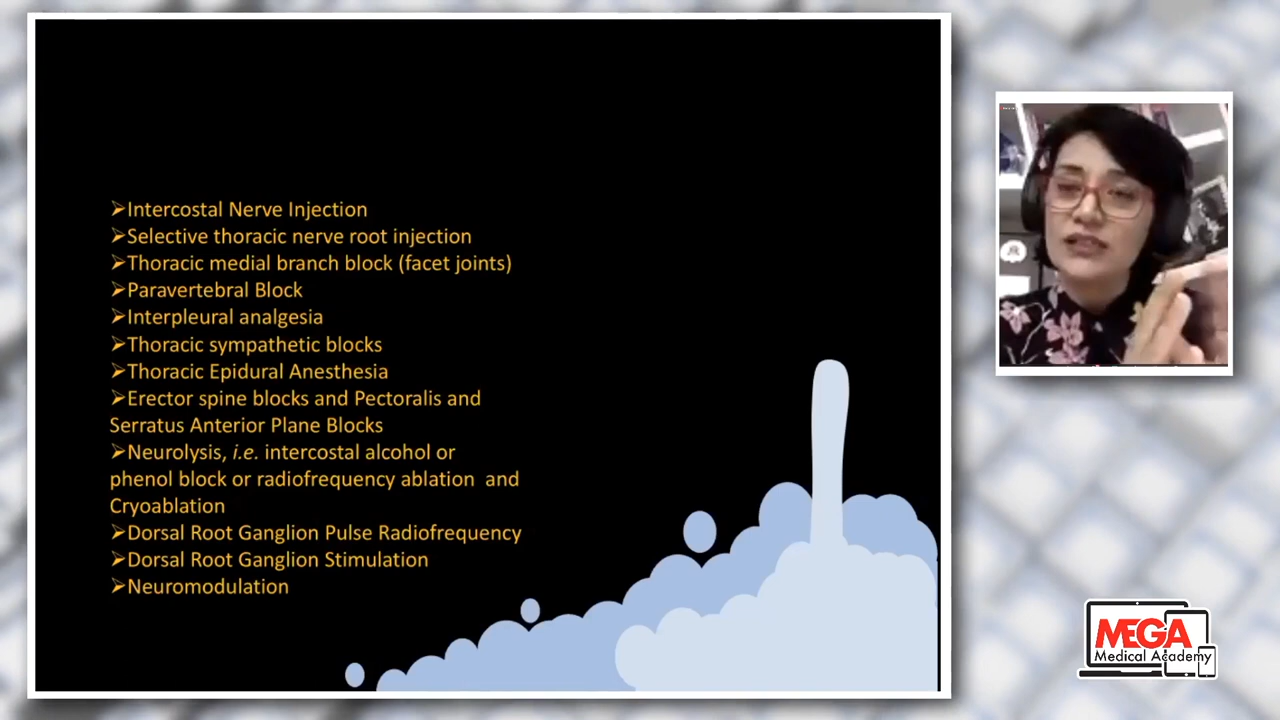 ➢Intercostal Nerve Injection
➢Selective thoracic nerve root injection
➢Thoracic medial branch block (facet joints)
➢Paravertebral Block
➢Interpleural analgesia
➢Thoracic sympathetic blocks
➢Thoracic Epidural Anesthesia
➢Erector spine blocks and Pectoralis and
Serratus Anterior Plane Blocks
➢Neurolysis, i.e. intercostal alcohol or
phenol block or radiofrequency ablation  and
Cryoablation
➢Dorsal Root Ganglion Pulse Radiofrequency
➢Dorsal Root Ganglion Stimulation
➢Neuromodulation
MEGA
Medical Academy